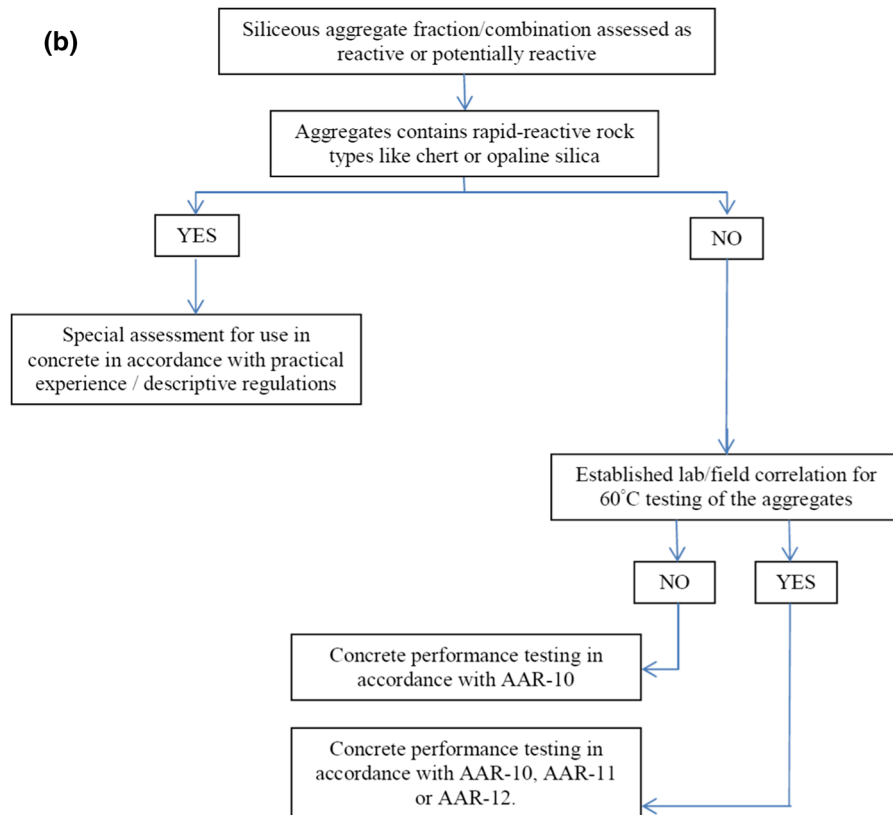 (b)
Siliceous aggregate fraction/combination assessed as
reactive or potentially reactive
Aggregates contains rapid-reactive rock
types like chert or opaline silica
YES
NO
Special assessment for use in
concrete in accordance with practical
experience / descriptive regulations
Established lab/field correlation for
60°C testing of the aggregates
NO
YES
Concrete performance testing in
accordance with AAR-10
Concrete performance testing in
accordance with AAR-10, AAR-11
or AAR-12.